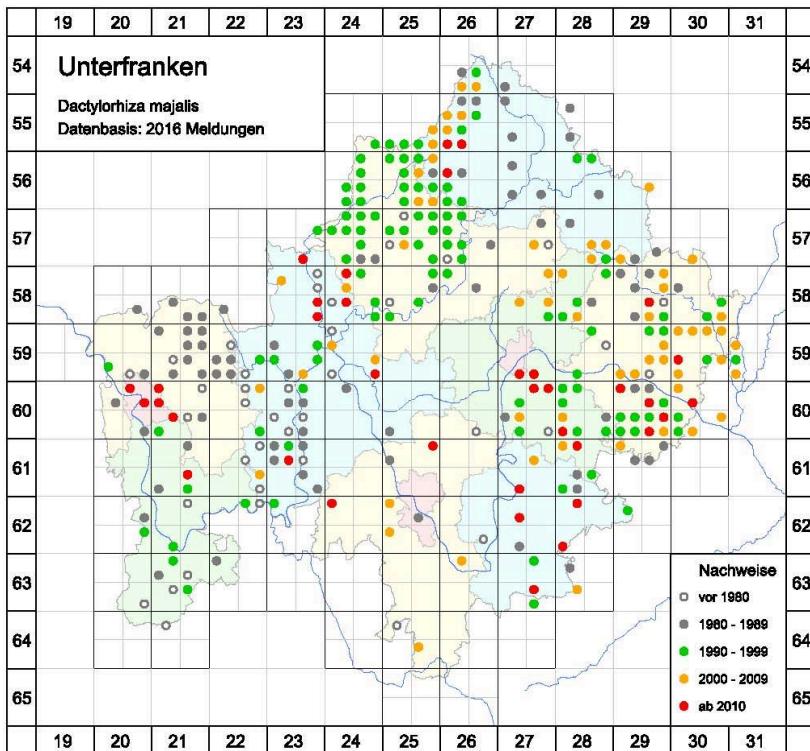 19 20 21 22 23 24 25 26 27 28 29 30 31
Unterfranken
Dactylorhiza majalis
Datenbasis: 2016 Meldungen
54 54
55 55
56 56
57 57
58 58
59 59
60 60
61 61
62 62
63 63
64 64
65 65
Nachweise
vor 1980
1980 - 1989
1990 - 1999
2000 - 2009
ab 2010
19 20 21 22 23 24 25 26 27 28 29 30 31